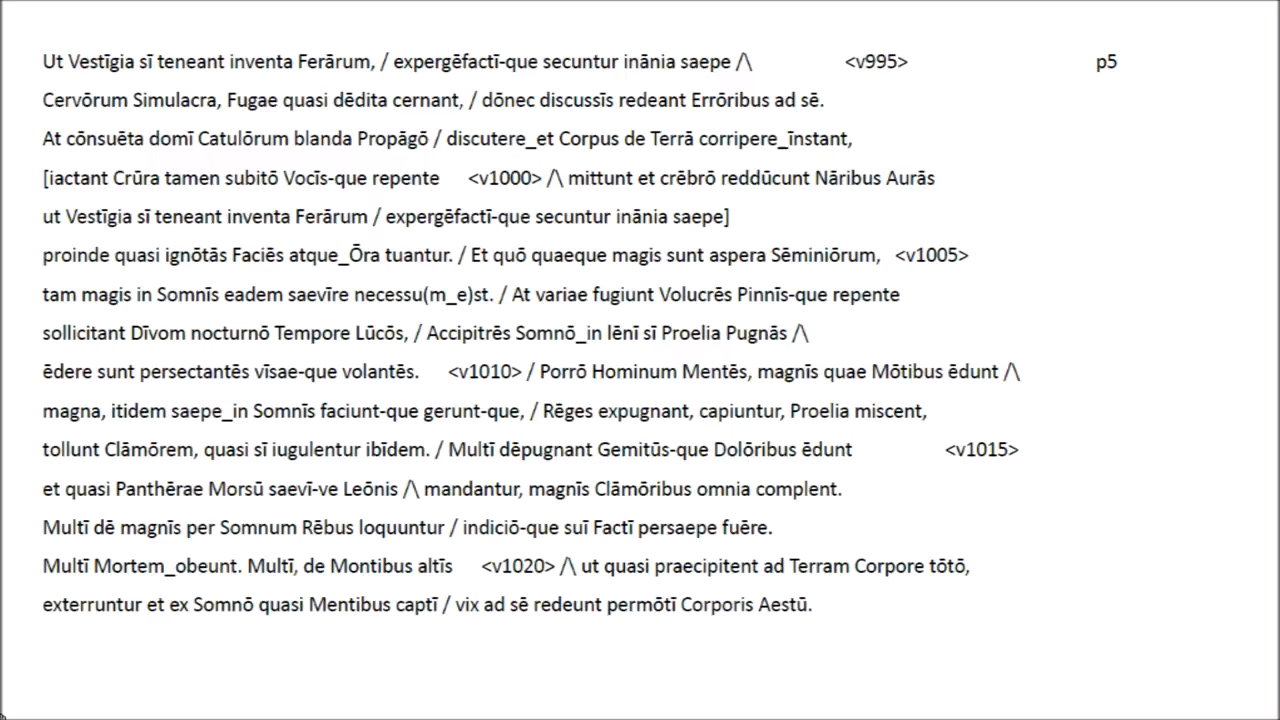 Ut Vestīgia sī teneant inventa Ferārum, / expergēfactī-que secuntur inānia saepe /\ <v995> p5
Cervōrum Simulacra, Fugae quasi dēdita cernant, / dōnec discussīs redeant Errōribus ad sē.
At cōnsuēta domī Catulōrum blanda Propāgō / discutere_et Corpus de Terrā corripere_īnstant,
[iactant Crūra tamen subitō Vocīs-que repente <v1000> /\ mittunt et crēbrō reddūcunt Nāribus Aurās
ut Vestīgia sī teneant inventa Ferārum / expergēfactī-que secuntur inānia saepe]
proinde quasi ignōtās Faciēs atque_Ōra tuantur. / Et quō quaeque magis sunt aspera Sēminiōrum, <v1005>
tam magis in Somnīs eadem saevīre necessu(m_e)st. / At variae fugiunt Volucrēs Pinnīs-que repente
sollicitant Dīvom nocturnō Tempore Lūcōs, / Accipitrēs Somnō_in lēnī sī Proelia Pugnās /\
ēdere sunt persectantēs vīsae-que volantēs. <v1010> / Porrō Hominum Mentēs, magnīs quae Mōtibus ēdunt /\
magna, itidem saepe_in Somnīs faciunt-que gerunt-que, / Rēges expugnant, capiuntur, Proelia miscent,
tollunt Clāmōrem, quasi sī iugulentur ibīdem. / Multī dēpugnant Gemitūs-que Dolōribus ēdunt <v1015>
et quasi Panthērae Morsū saevī-ve Leōnis /\ mandantur, magnīs Clāmōribus omnia complent.
Multī dē magnīs per Somnum Rēbus loquuntur / indiciō-que suī Factī persaepe fuēre.
Multī Mortem_obeunt. Multī, de Montibus altīs <v1020> /\ ut quasi praecipitent ad Terram Corpore tōtō,
exterruntur et ex Somnō quasi Mentibus captī / vix ad sē redeunt permōtī Corporis Aestū.